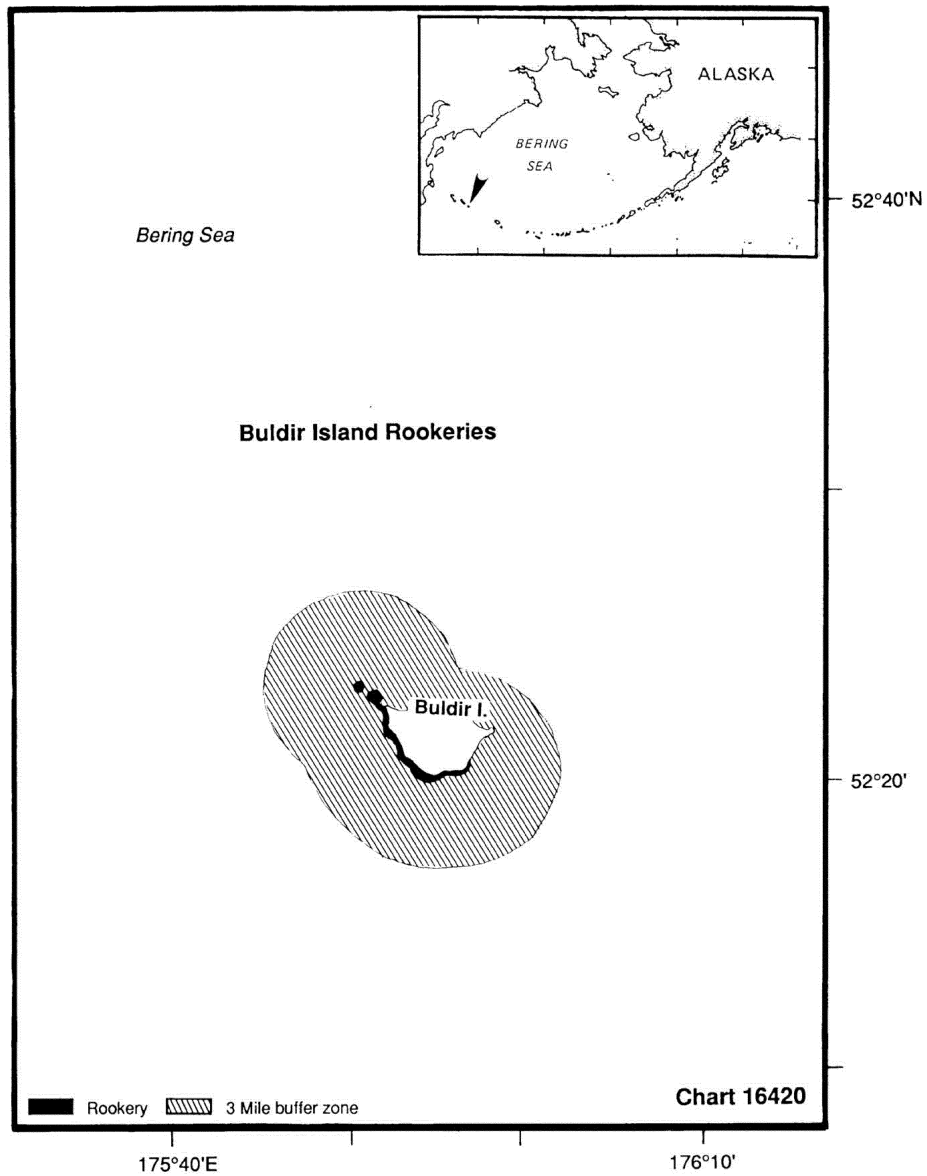 ALASKA
BERING
SEA
52°40'N
Bering Sea
Buldir Island Rookeries
Buldir I.
52°20'
Rookery 3 Mile buffer zone
Chart 16420
175°40'E 176°10'